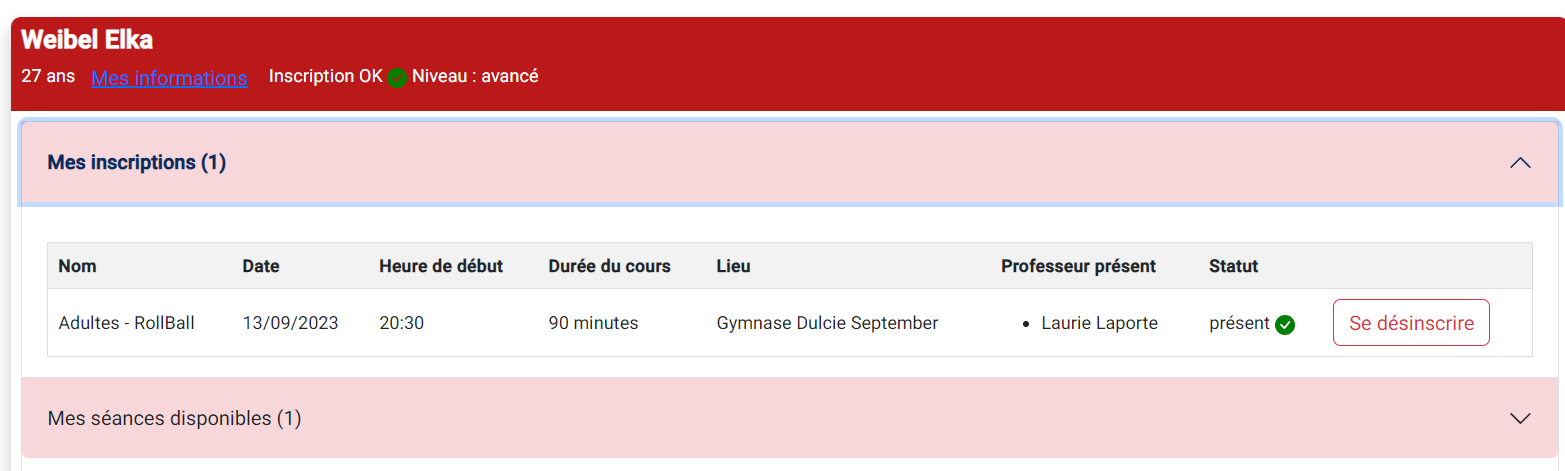 Weibel Elka
27 ans Mes informations Inscription OK Niveau : avancé
Mes inscriptions (1)
Nom Date Heure de début Durée du cours Lieu Professeur présent Statut
Adultes - RollBall 13/09/2023 20:30 90 minutes Gymnase Dulcie September • Laurie Laporte présent Se désinscrire
Mes séances disponibles (1)